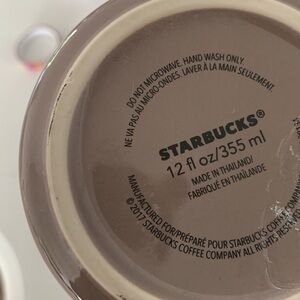 DO NOT MICROWAVE. HAND WASH ONLY
NE VA PAS AU MICRO-ONDES. LAVER À LA MAIN SEULEMENT.
STARBUCKS®
12 fl oz/355 ml
MADE IN THAILAND/
FABRIQUÉ EN THAÏLANDE
MANUFACTURED FOR/PRÉPARÉ POUR STARBUCKS COFFEE
© 2017 STARBUCKS COFFEE COMPANY ALL RIGHTS